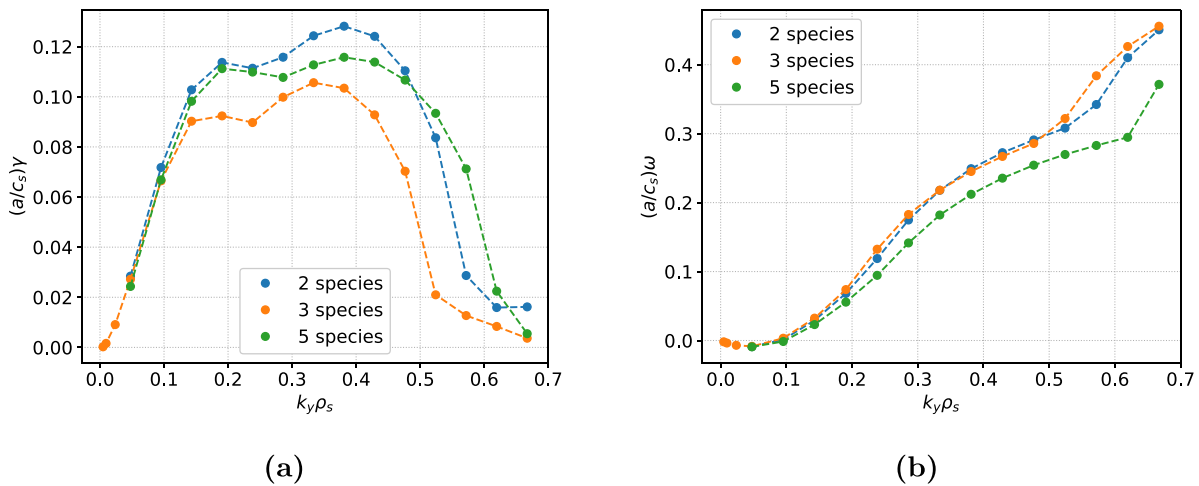 0.12
0.10
0.08
0.06
0.04
0.02
0.00
(a/c_s)γ
2 species
3 species
5 species
0.0 0.1 0.2 0.3 0.4 0.5 0.6 0.7
k_yρ_s
(a)
2 species
3 species
5 species
0.4
0.3
0.2
0.1
0.0
(a/c_s)ω
0.0 0.1 0.2 0.3 0.4 0.5 0.6 0.7
k_yρ_s
(b)